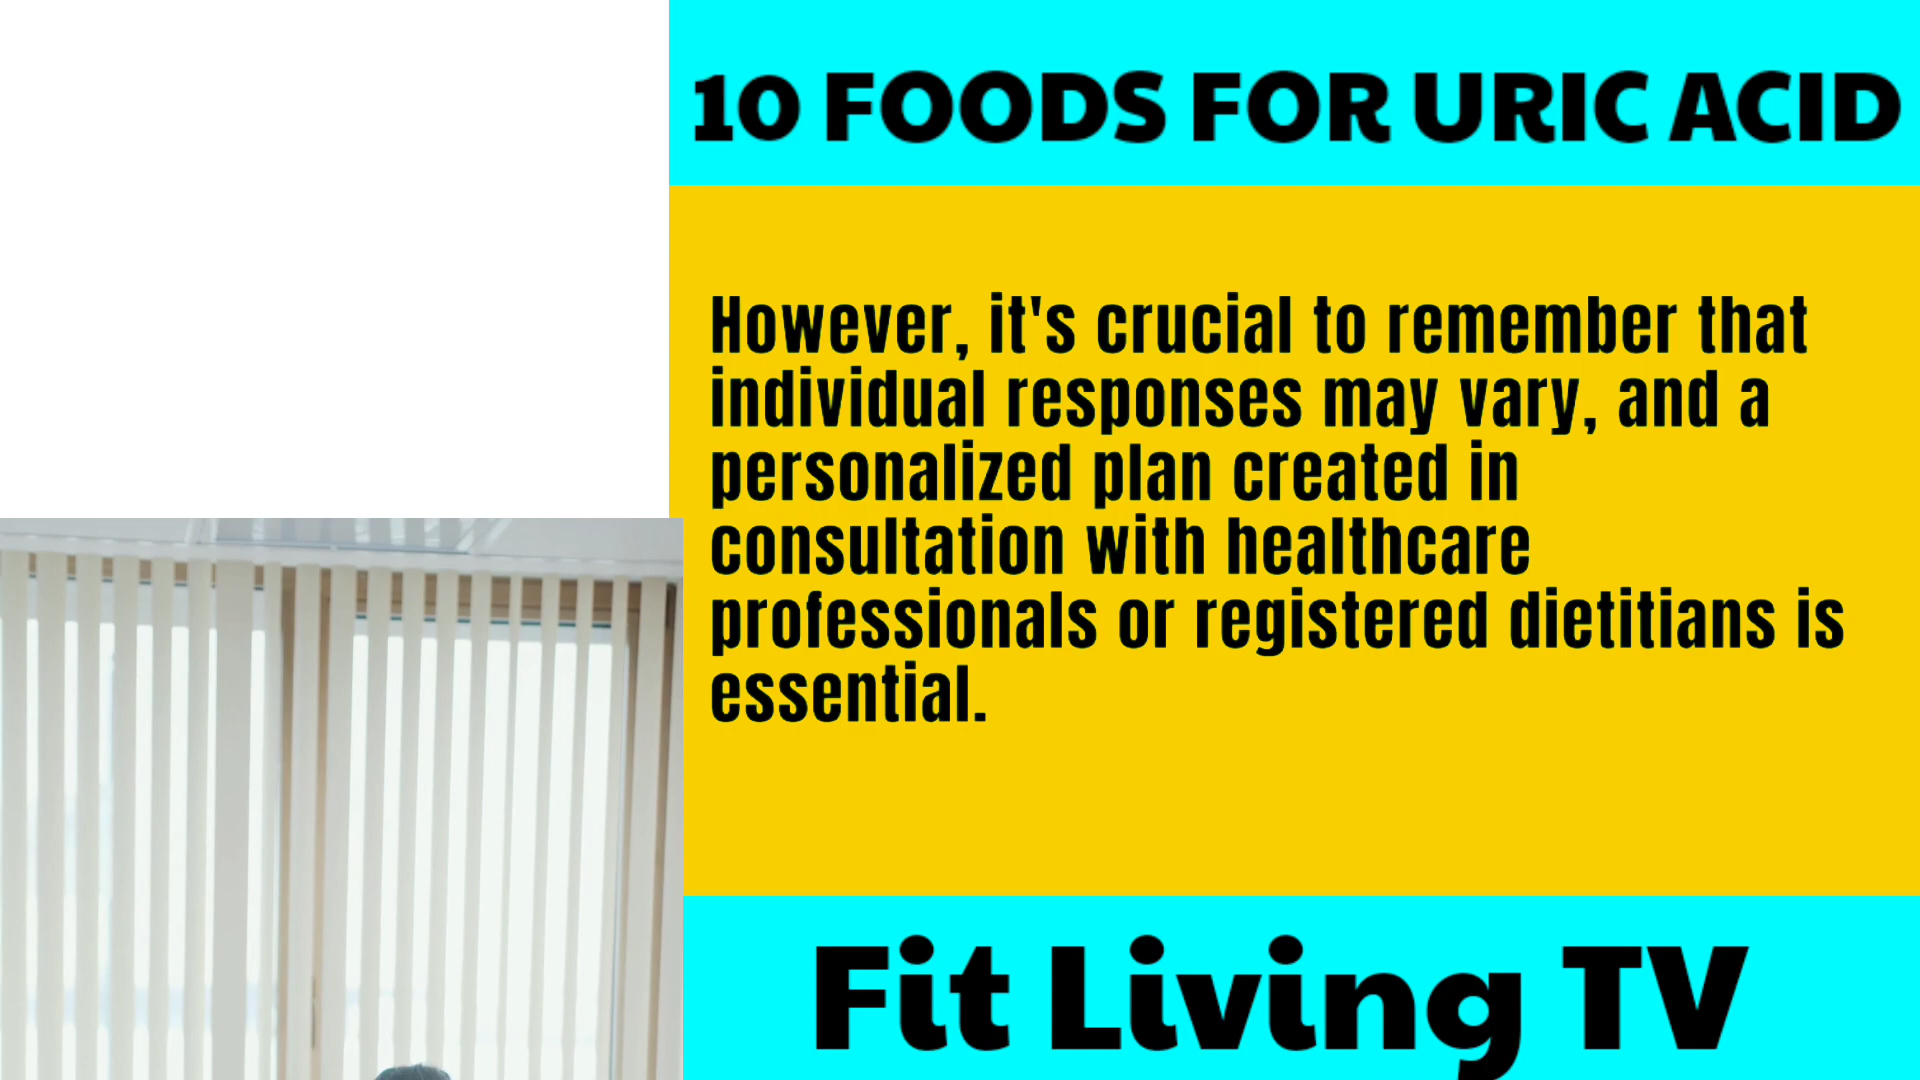 10 FOODS FOR URIC ACID
However, it's crucial to remember that
individual responses may vary, and a
personalized plan created in
consultation with healthcare
professionals or registered dietitians is
essential.
Fit Living TV